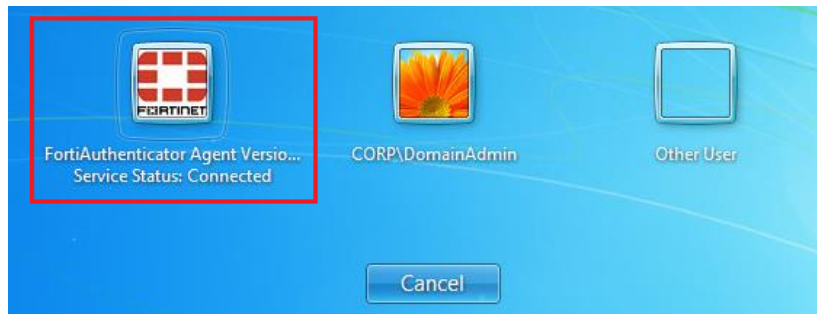 FORTINET
FortiAuthenticator Agent Versio...
Service Status: Connected
CORP\DomainAdmin
Other User
Cancel